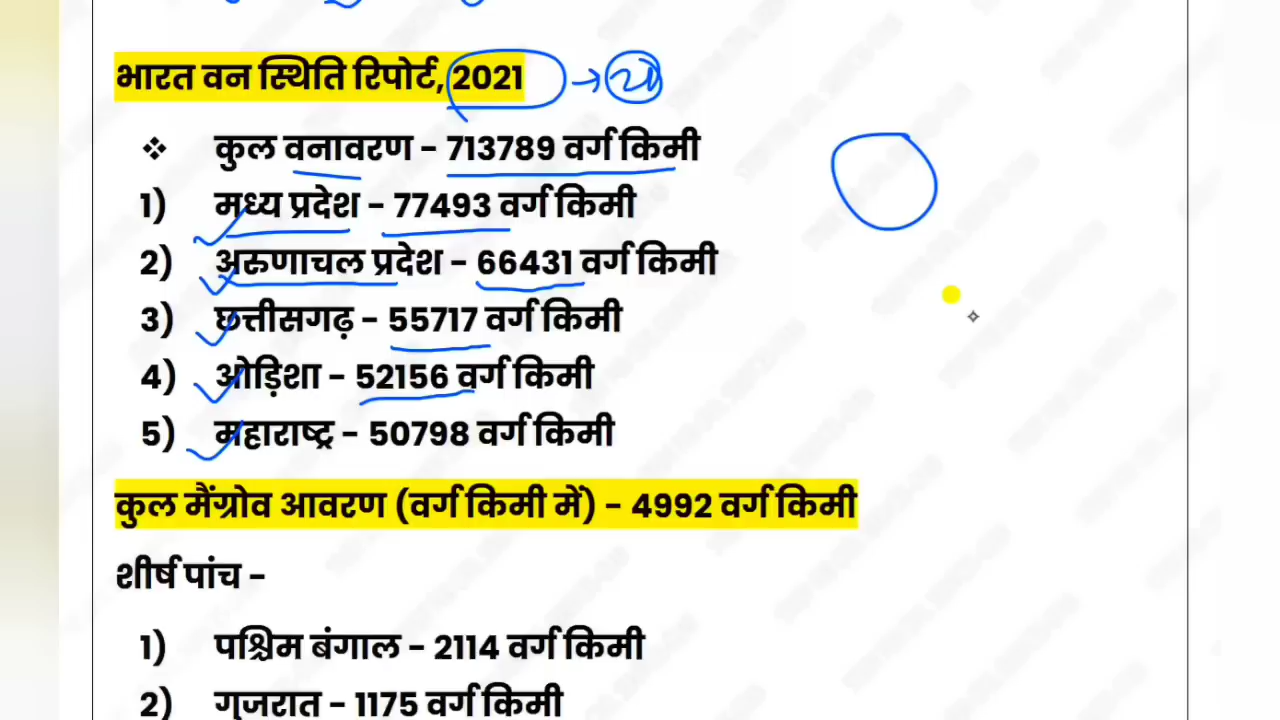 भारत वन स्थिति रिपोर्ट, 2021
❖ कुल वनावरण - 713789 वर्ग किमी
1) मध्य प्रदेश - 77493 वर्ग किमी
2) अरुणाचल प्रदेश - 66431 वर्ग किमी
3) छत्तीसगढ़ - 55717 वर्ग किमी
4) ओड़िशा - 52156 वर्ग किमी
5) महाराष्ट्र - 50798 वर्ग किमी
कुल मैंग्रोव आवरण (वर्ग किमी में) - 4992 वर्ग किमी
शीर्ष पांच -
1) पश्चिम बंगाल - 2114 वर्ग किमी
2) गुजरात - 1175 वर्ग किमी